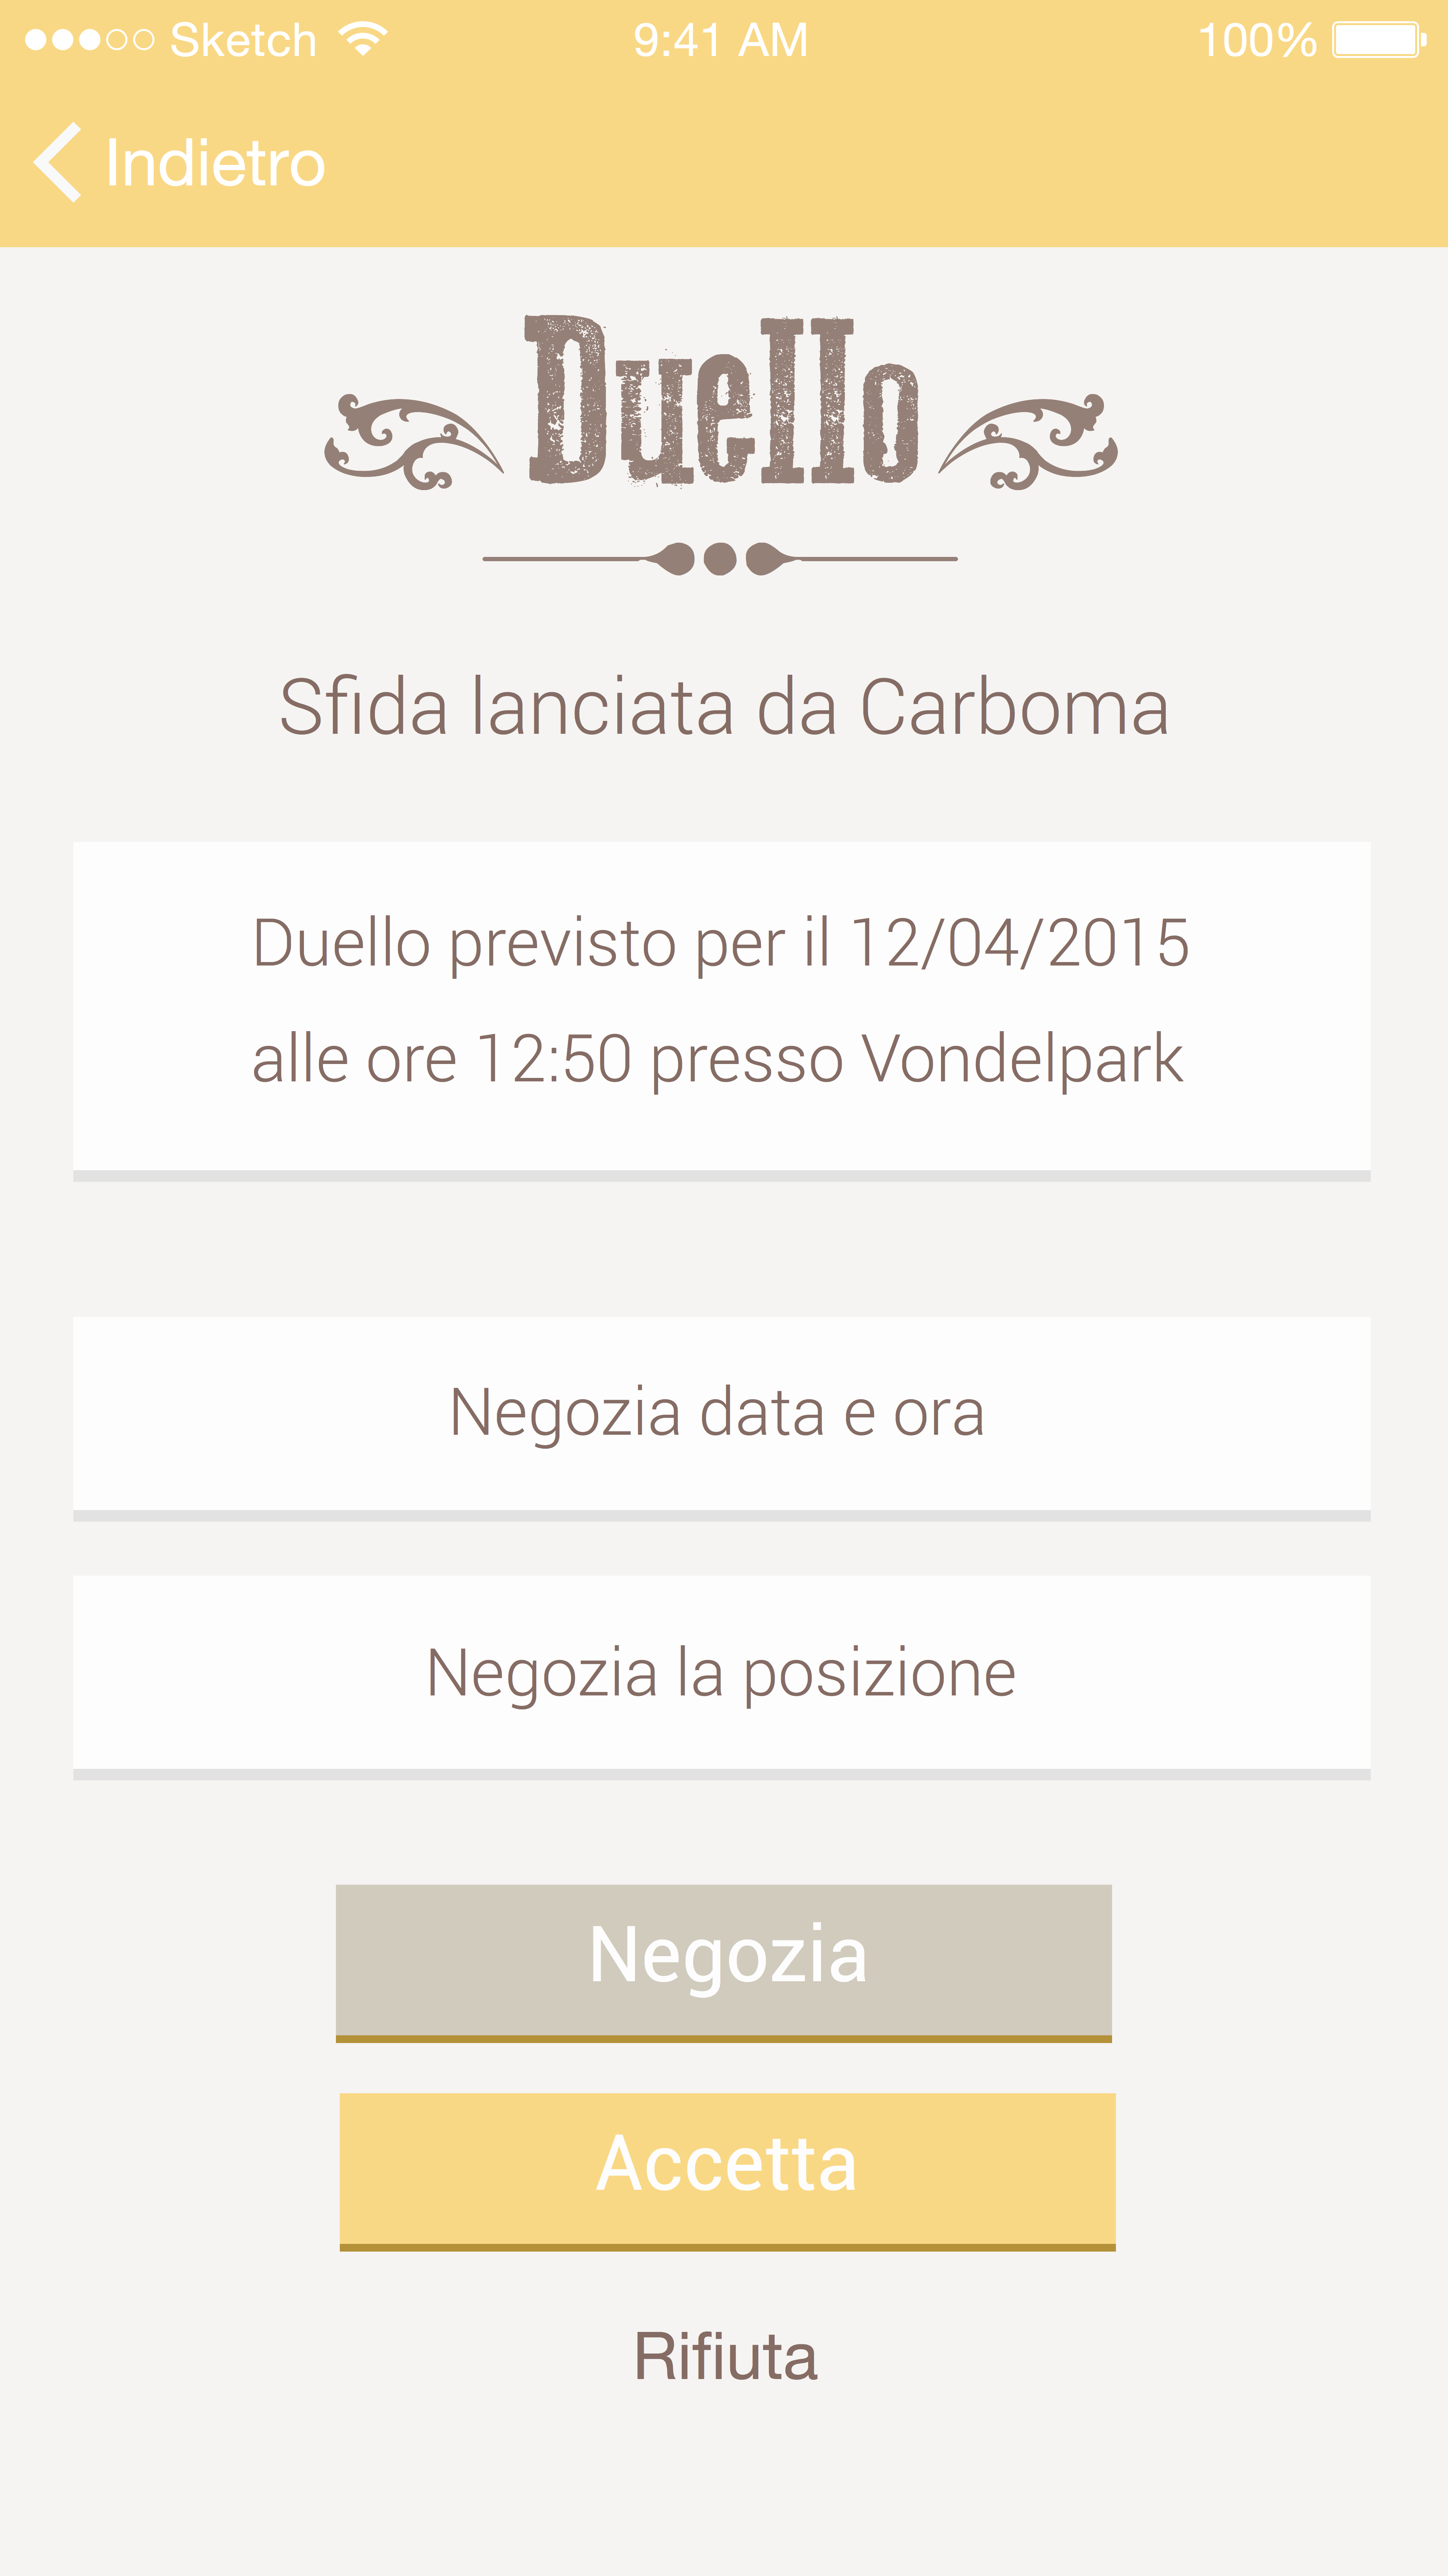 Sketch 9:41 AM 100%
Indietro
Duello
Sfida lanciata da Carboma
Duello previsto per il 12/04/2015
alle ore 12:50 presso Vondelpark
Negozia data e ora
Negozia la posizione
Negozia
Accetta
Rifiuta